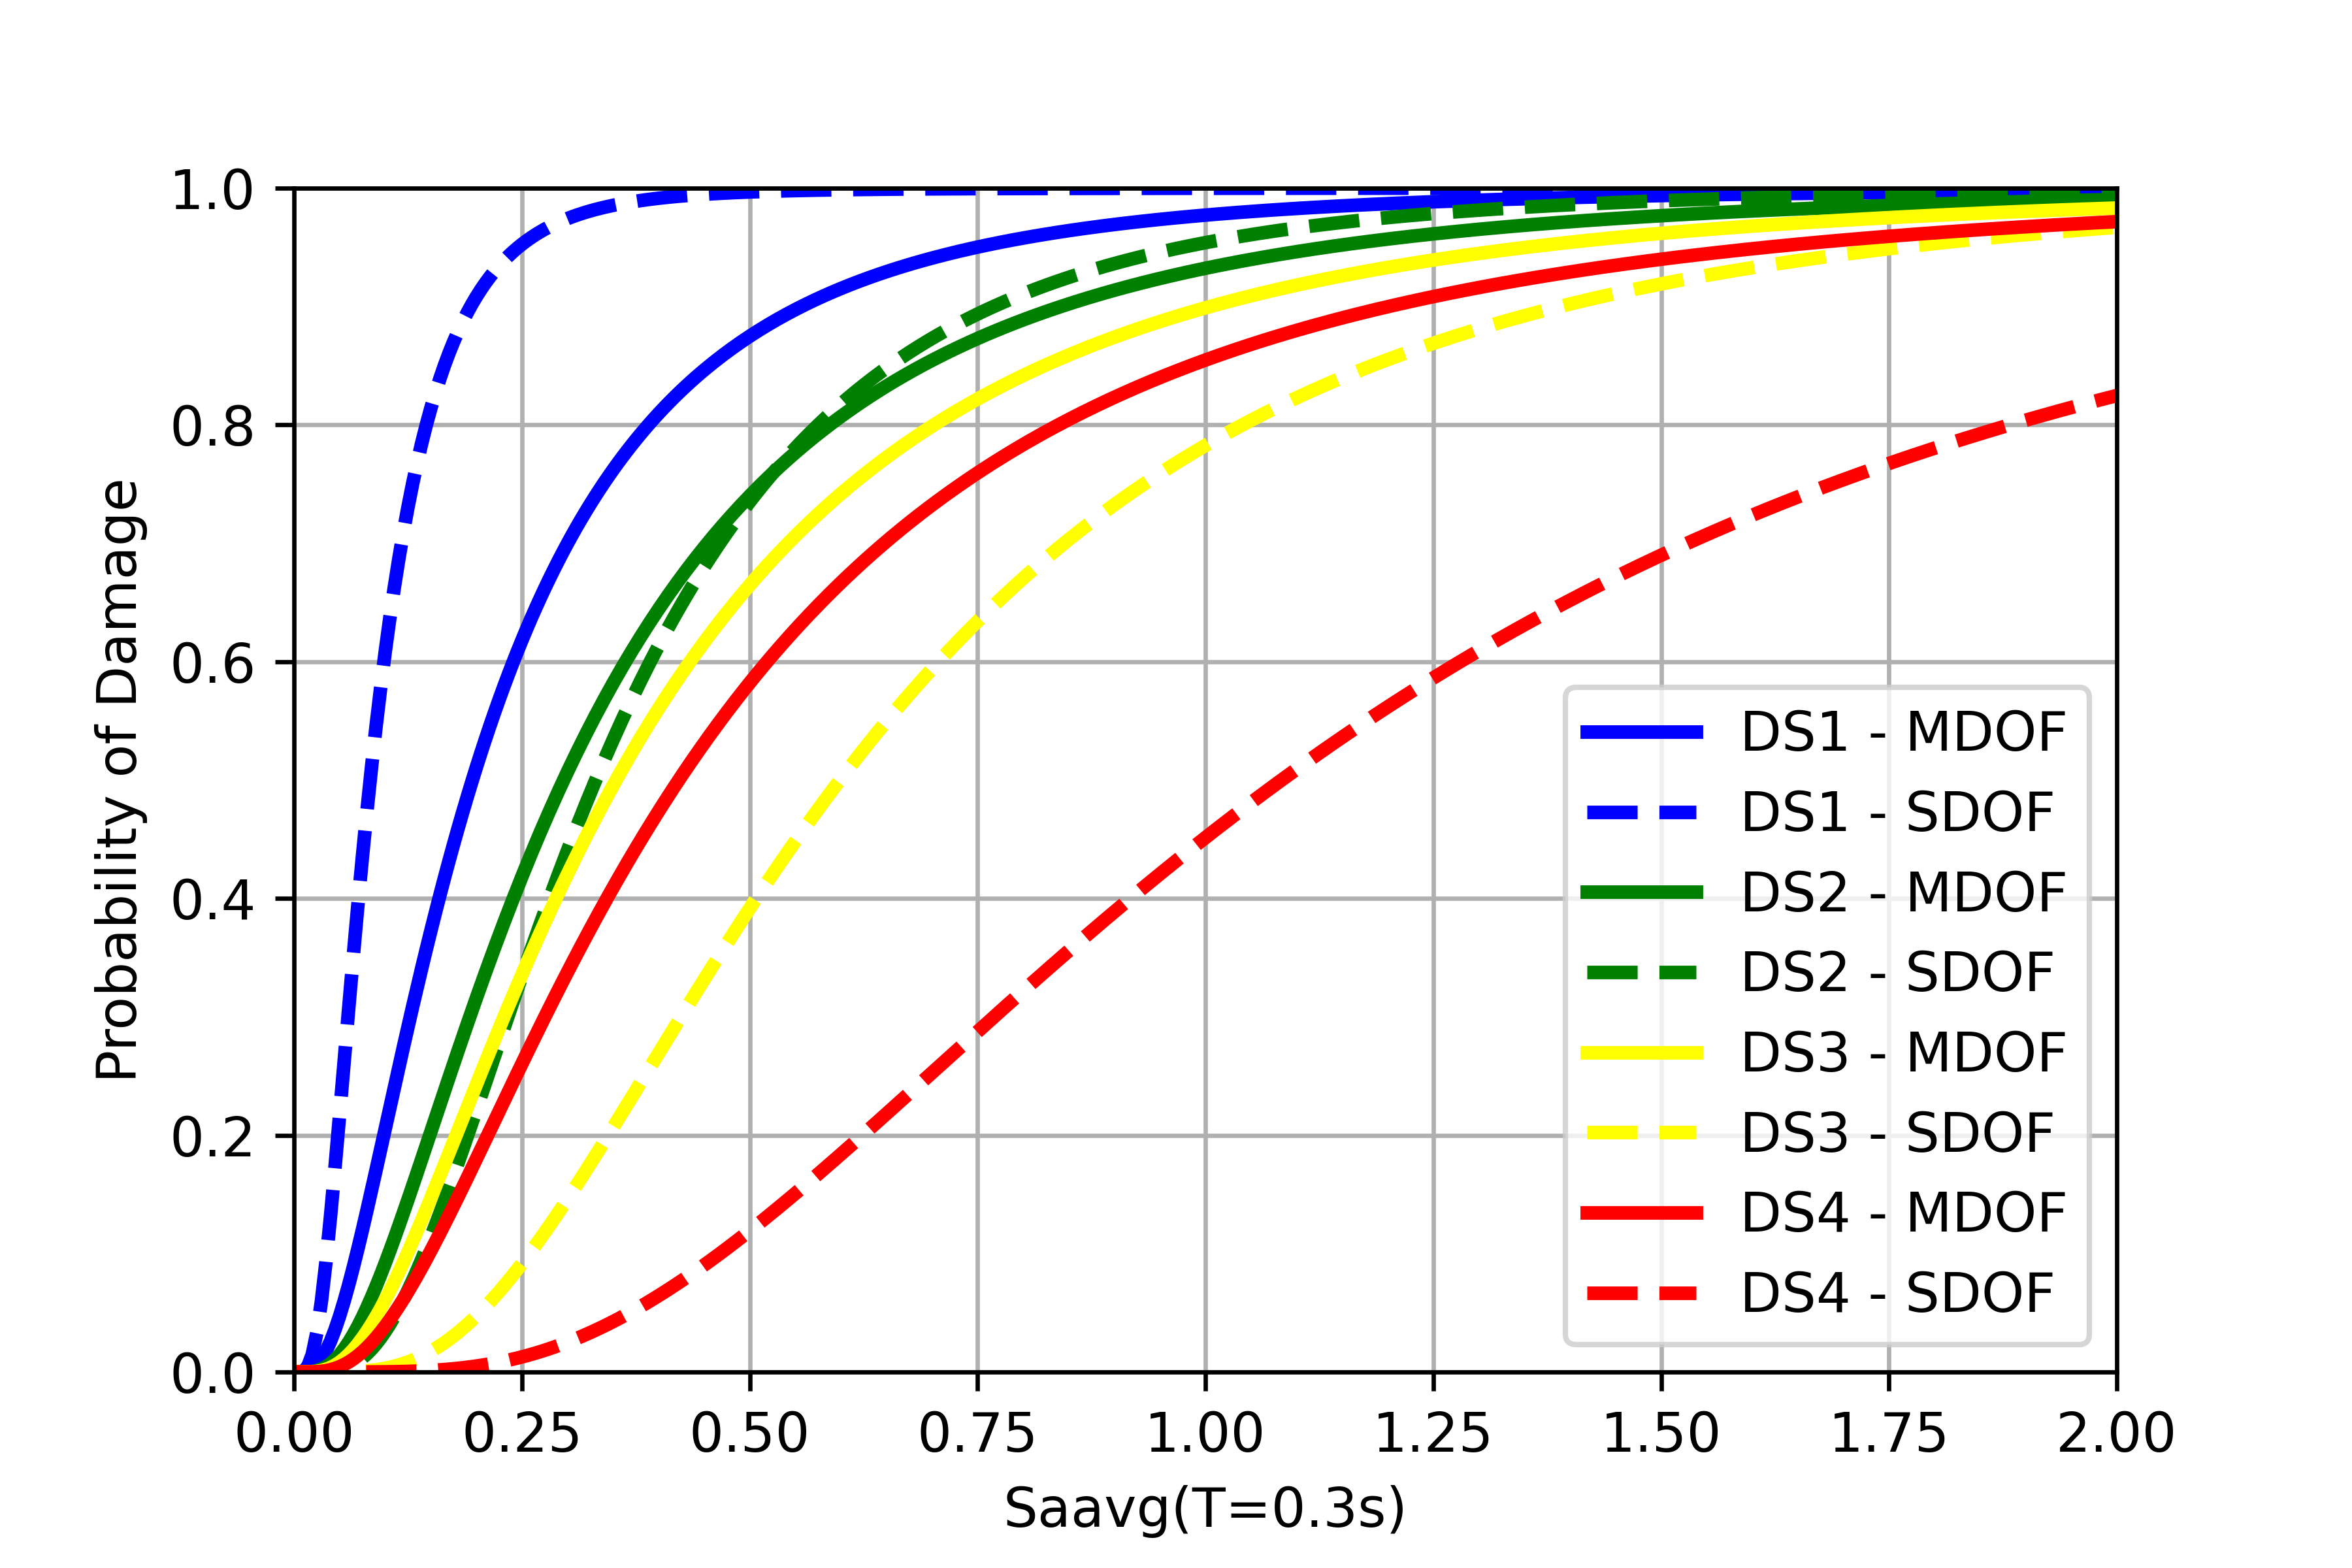 1.0
0.8
0.6
0.4
0.2
0.0
Probability of Damage
0.00 0.25 0.50 0.75 1.00 1.25 1.50 1.75 2.00
Saavg(T=0.3s)
DS1 - MDOF
DS1 - SDOF
DS2 - MDOF
DS2 - SDOF
DS3 - MDOF
DS3 - SDOF
DS4 - MDOF
DS4 - SDOF